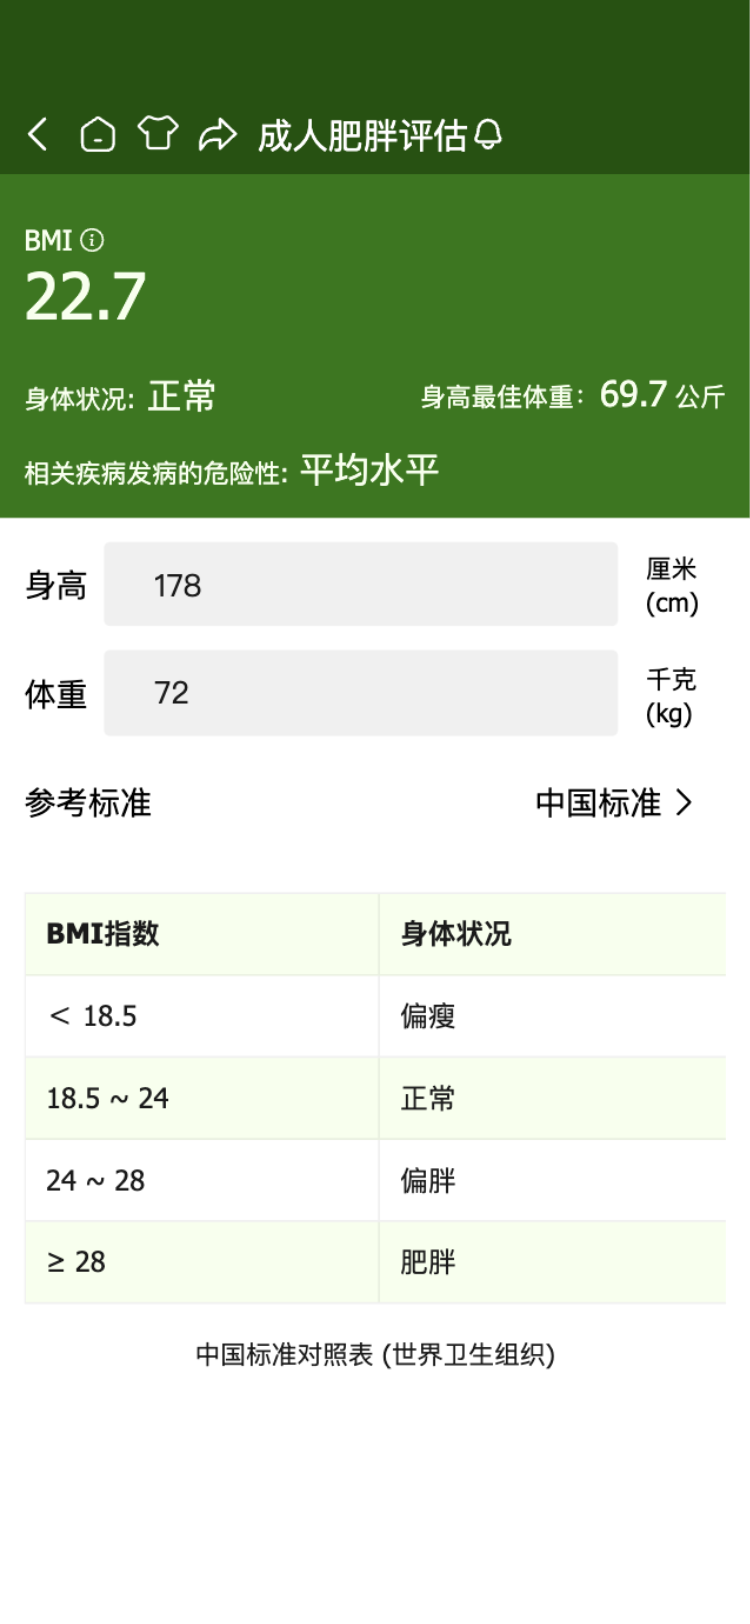 成人肥胖评估
BMI
22.7
身体状况: 正常
身高最佳体重: 69.7 公斤
相关疾病发病的危险性: 平均水平
身高 178 厘米 (cm)
体重 72 千克 (kg)
参考标准 中国标准
BMI指数 身体状况
< 18.5 偏瘦
18.5 ~ 24 正常
24 ~ 28 偏胖
≥ 28 肥胖
中国标准对照表 (世界卫生组织)